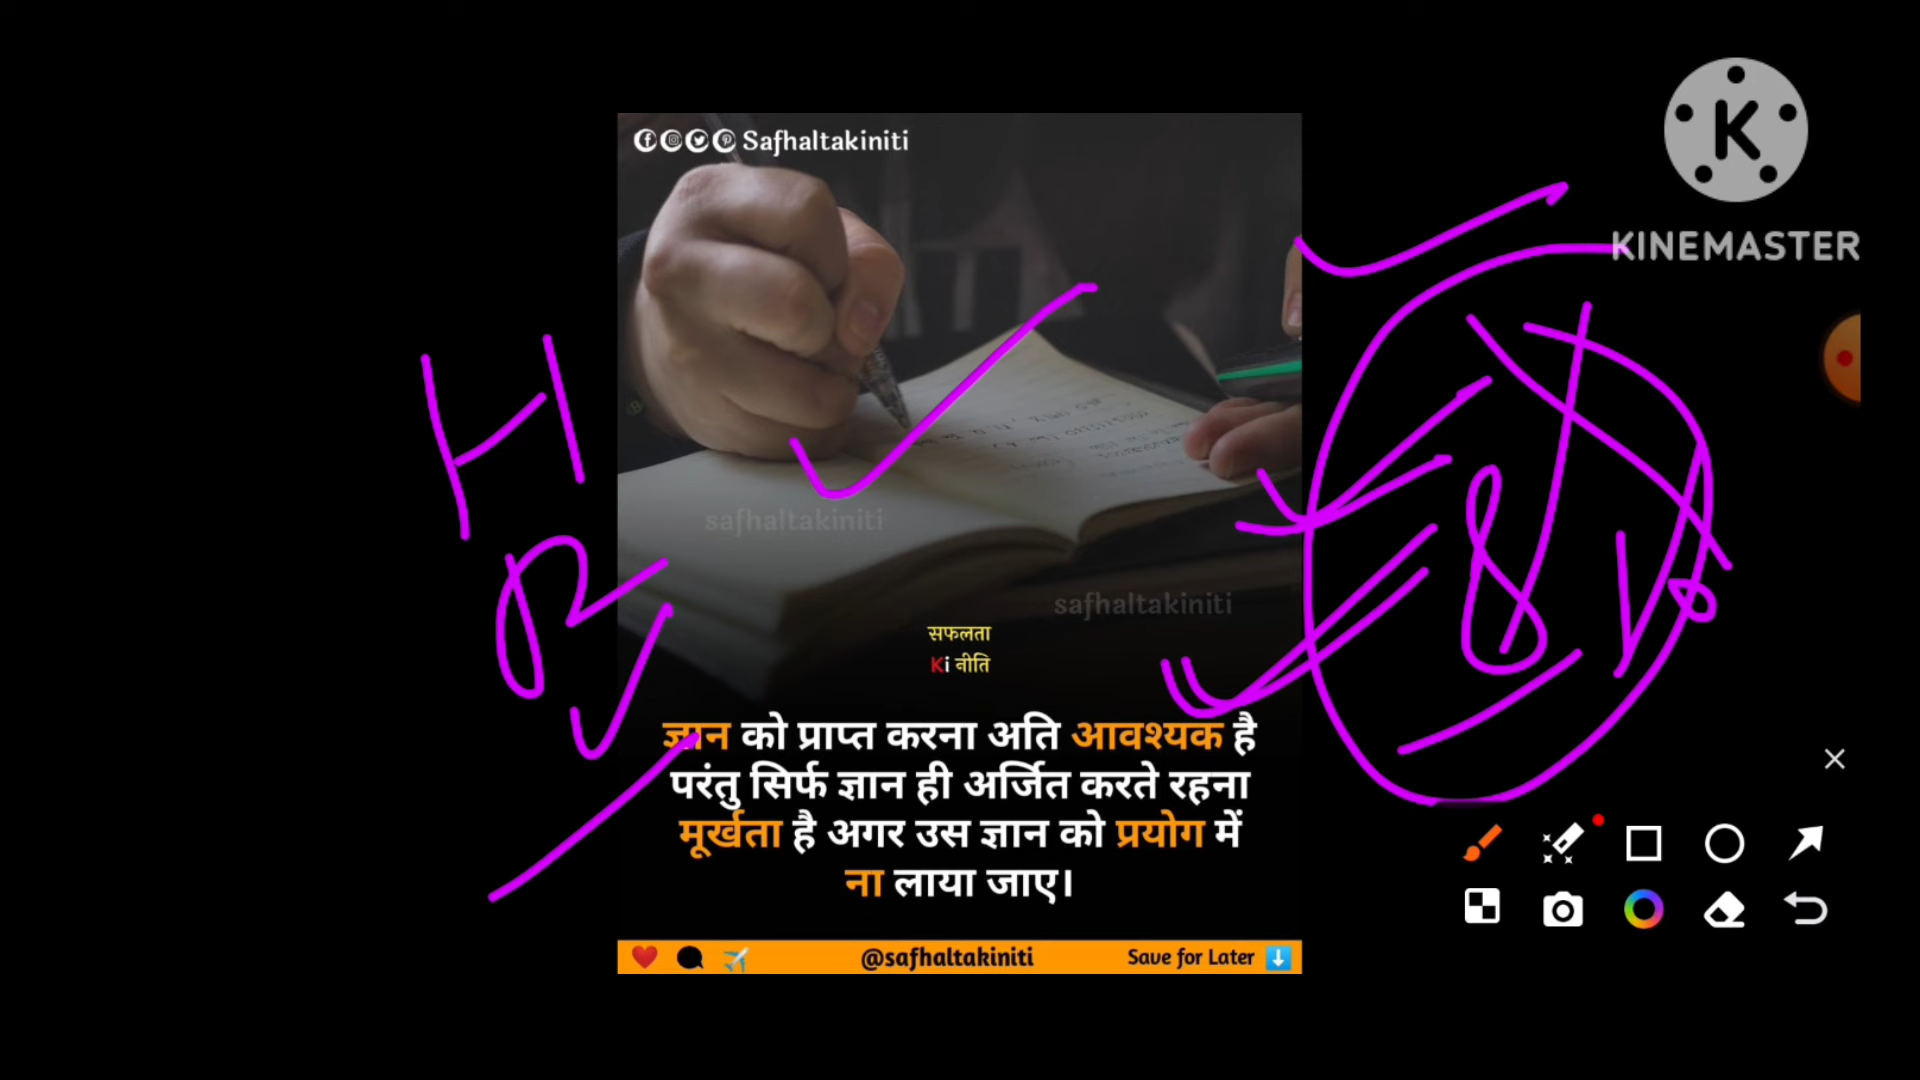 Safhaltakiniti
K
KINEMASTER
H
R
8
safhaltakiniti
safhaltakiniti
सफलता
Ki नीति
ज्ञान को प्राप्त करना अति आवश्यक है
परंतु सिर्फ ज्ञान ही अर्जित करते रहना
मूर्खता है अगर उस ज्ञान को प्रयोग में
ना लाया जाए।
@safhaltakiniti
Save for Later